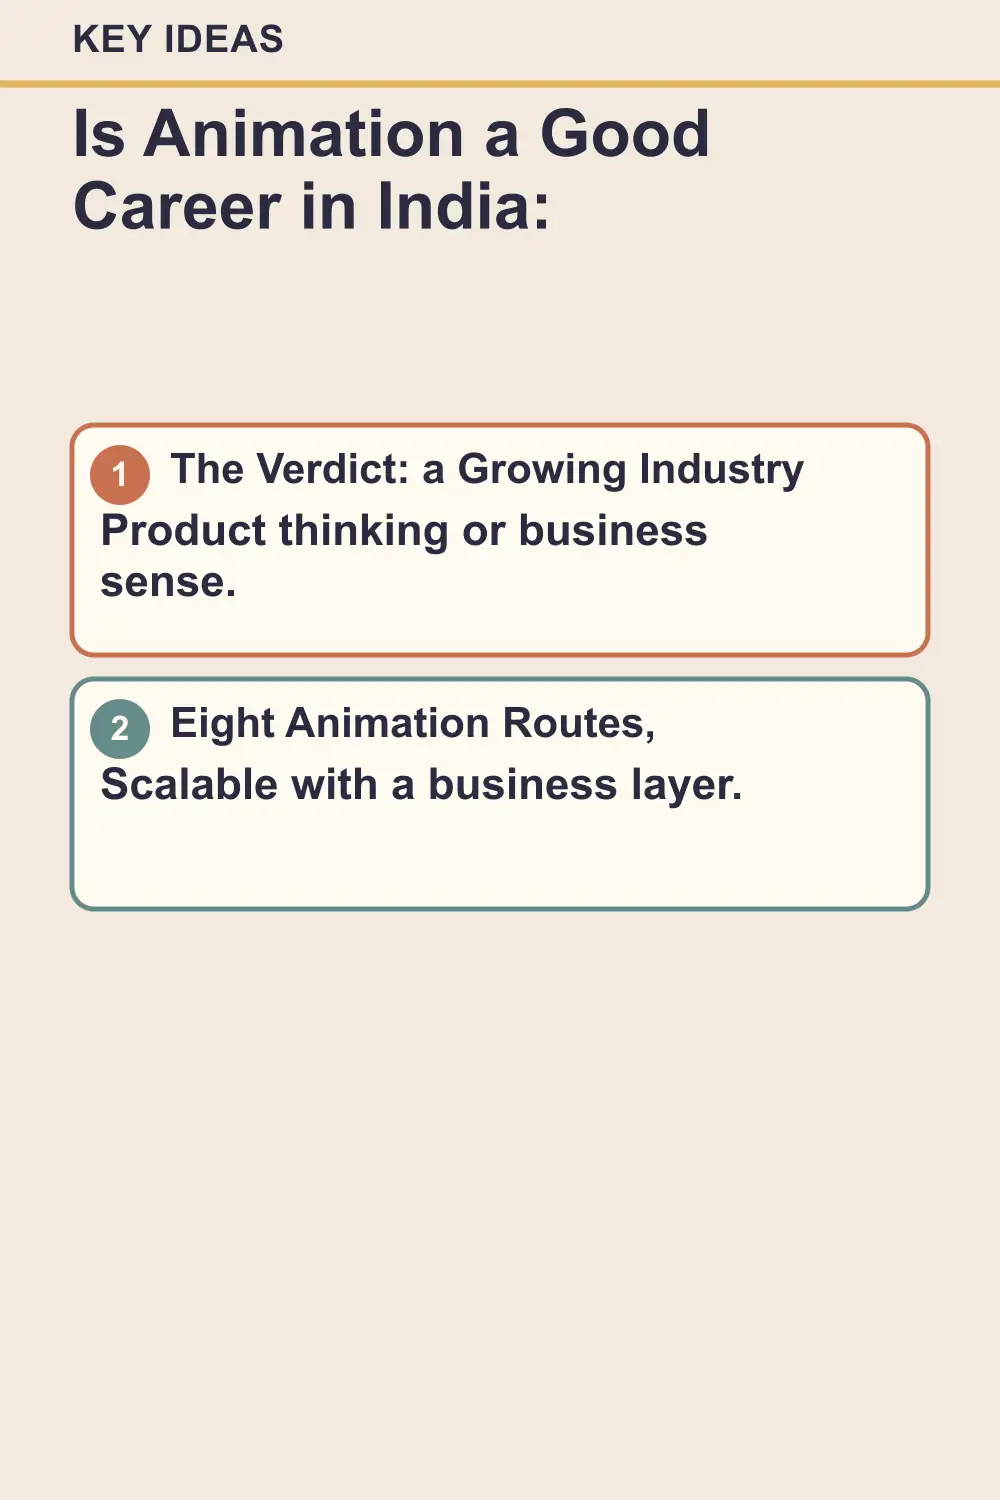 KEY IDEAS
Is Animation a Good
Career in India:
1 The Verdict: a Growing Industry
Product thinking or business
sense.
2 Eight Animation Routes,
Scalable with a business layer.